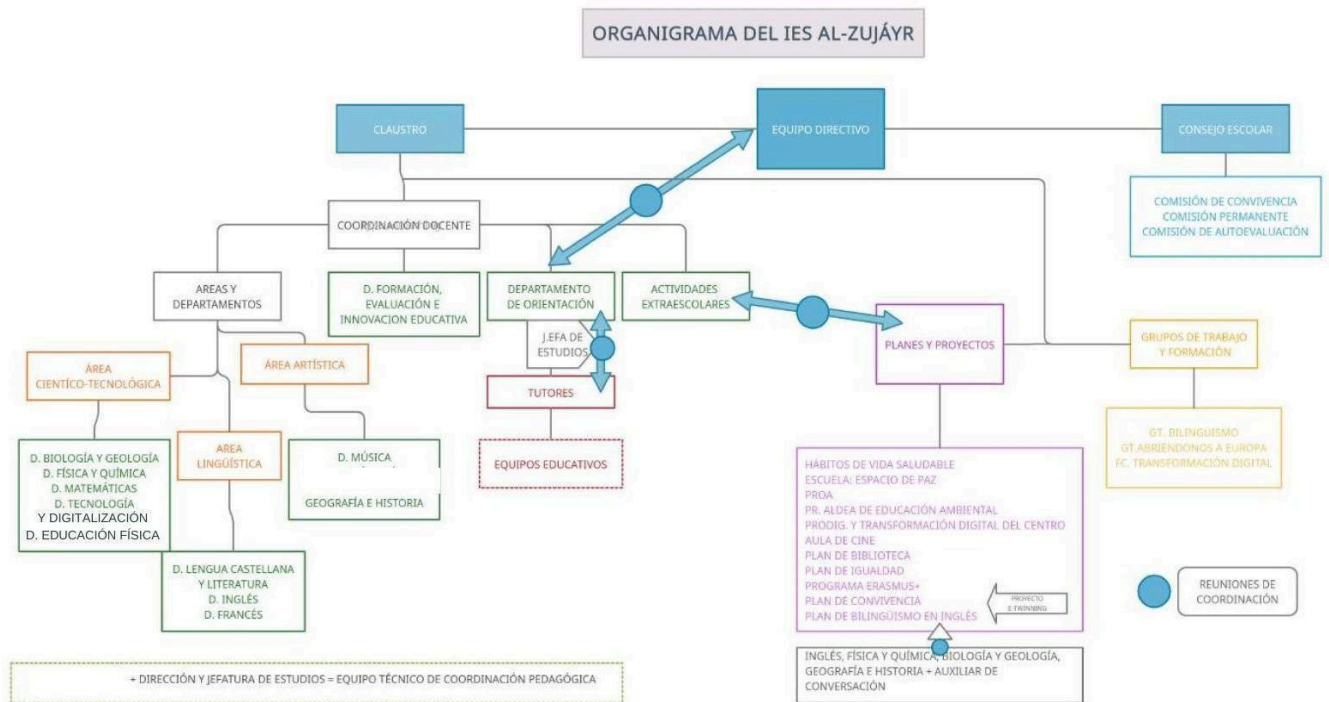 ORGANIGRAMA DEL IES AL-ZUJÁYR
CLAUSTRO
EQUIPO DIRECTIVO
CONSEJO ESCOLAR
COMISIÓN DE CONVIVENCIA
COMISIÓN PERMANENTE
COMISIÓN DE AUTOEVALUACIÓN
COORDINACIÓN DOCENTE
AREAS Y
DEPARTAMENTOS
D. FORMACIÓN,
EVALUACIÓN E
INNOVACION EDUCATIVA
DEPARTAMENTO
DE ORIENTACIÓN
ACTIVIDADES
EXTRAESCOLARES
J.EFA DE
ESTUDIOS
PLANES Y PROYECTOS
GRUPOS DE TRABAJO
Y FORMACIÓN
ÁREA
CIENTÍCO-TECNOLÓGICA
ÁREA ARTÍSTICA
TUTORES
AREA
LINGÜÍSTICA
EQUIPOS EDUCATIVOS
GT. BILINGUISMO
GT.ABRIÉNDONOS A EUROPA
FC. TRANSFORMACIÓN DIGITAL
D. BIOLOGÍA Y GEOLOGÍA
D. FÍSICA Y QUÍMICA
D. MATEMÁTICAS
D. TECNOLOGÍA
Y DIGITALIZACIÓN
D. EDUCACIÓN FÍSICA
D. MÚSICA
GEOGRAFÍA E HISTORIA
D. LENGUA CASTELLANA
Y LITERATURA
D. INGLÉS
D. FRANCÉS
HÁBITOS DE VIDA SALUDABLE
ESCUELA: ESPACIO DE PAZ
PROA
PR. ALDEA DE EDUCACIÓN AMBIENTAL
PRODIG. Y TRANSFORMACIÓN DIGITAL DEL CENTRO
AULA DE CINE
PLAN DE BIBLIOTECA
PLAN DE IGUALDAD
PROGRAMA ERASMUS+
PLAN DE CONVIVENCIA
PLAN DE BILINGÜISMO EN INGLÉS
PROYECTO
E-TWINNING
REUNIONES DE
COORDINACIÓN
INGLÉS, FÍSICA Y QUÍMICA, BIOLOGÍA Y GEOLOGÍA,
GEOGRAFÍA E HISTORIA + AUXILIAR DE
CONVERSACIÓN
+ DIRECCIÓN Y JEFATURA DE ESTUDIOS = EQUIPO TÉCNICO DE COORDINACIÓN PEDAGÓGICA